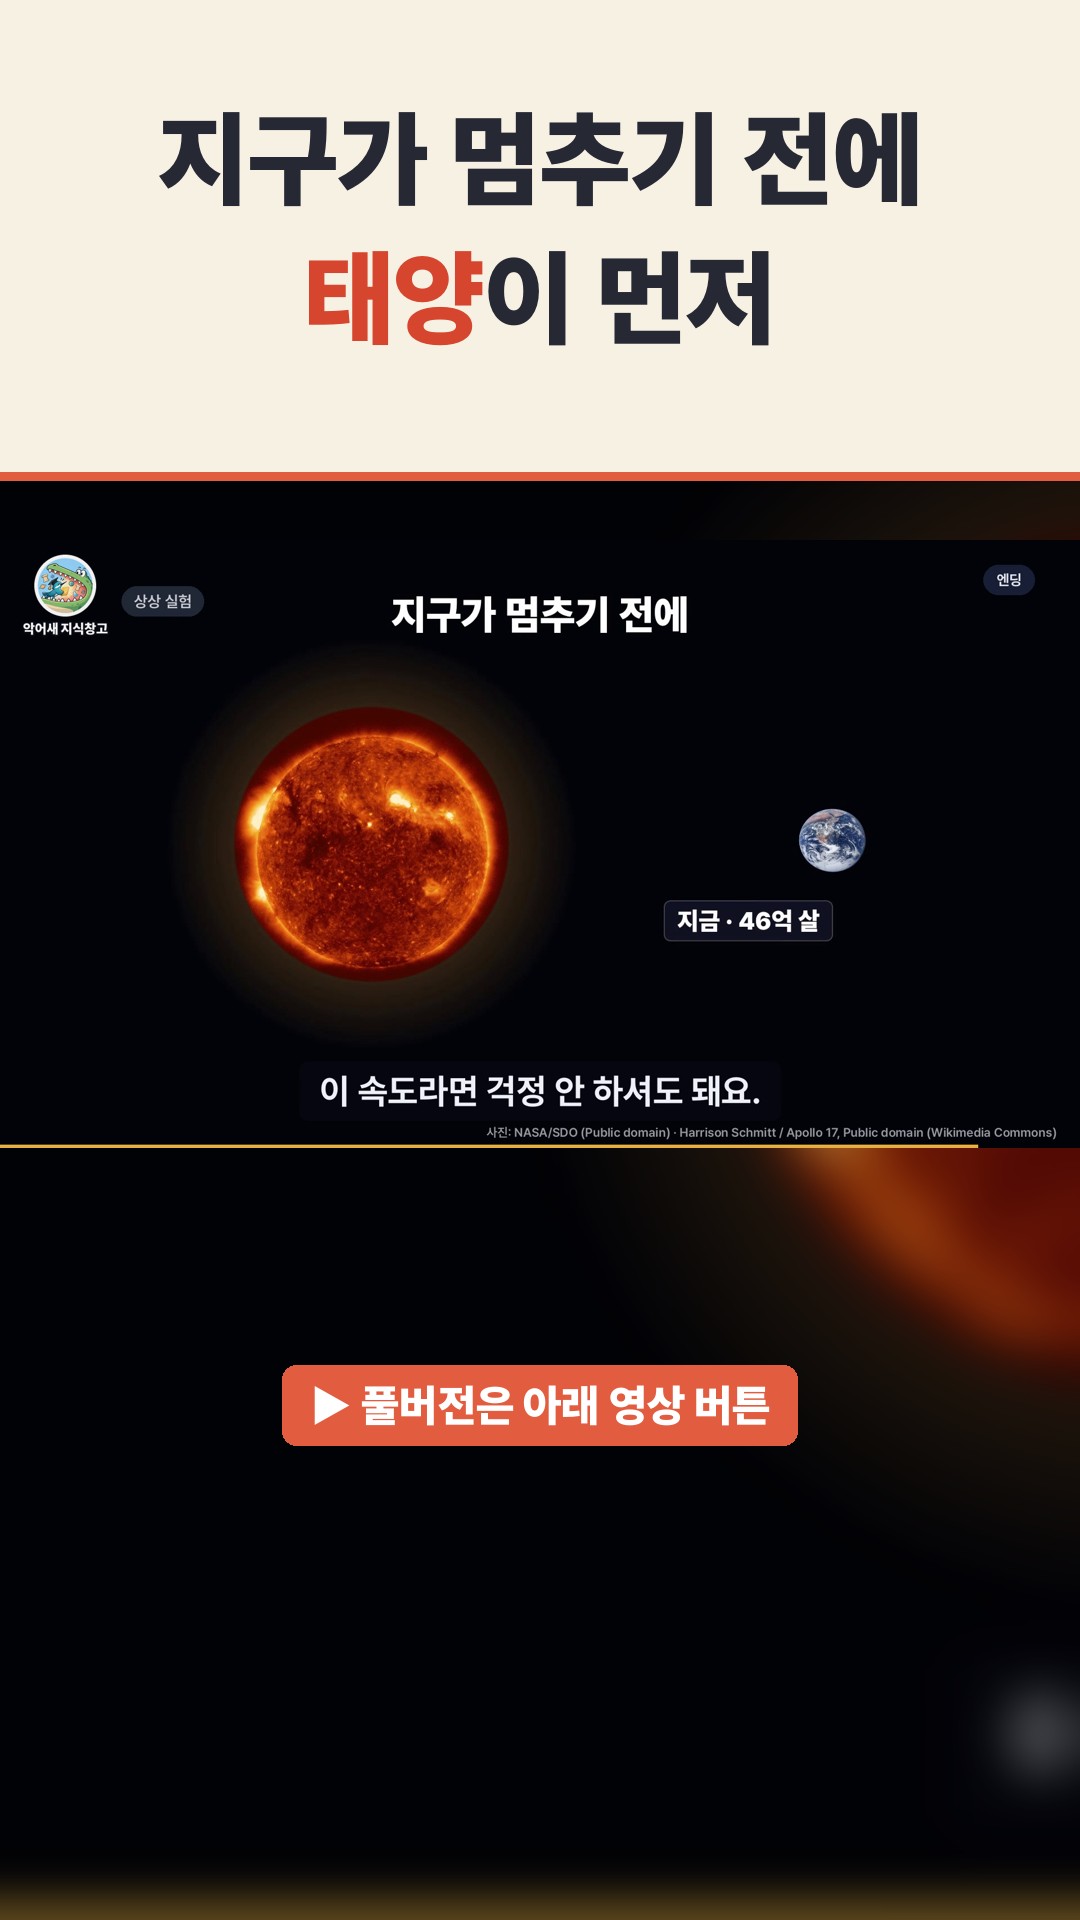 지구가 멈추기 전에
태양이 먼저
악어새 지식창고
상상 실험
지구가 멈추기 전에
엔딩
지금 · 46억 살
이 속도라면 걱정 안 하셔도 돼요.
사진: NASA/SDO (Public domain) · Harrison Schmitt / Apollo 17, Public domain (Wikimedia Commons)
▶ 풀버전은 아래 영상 버튼